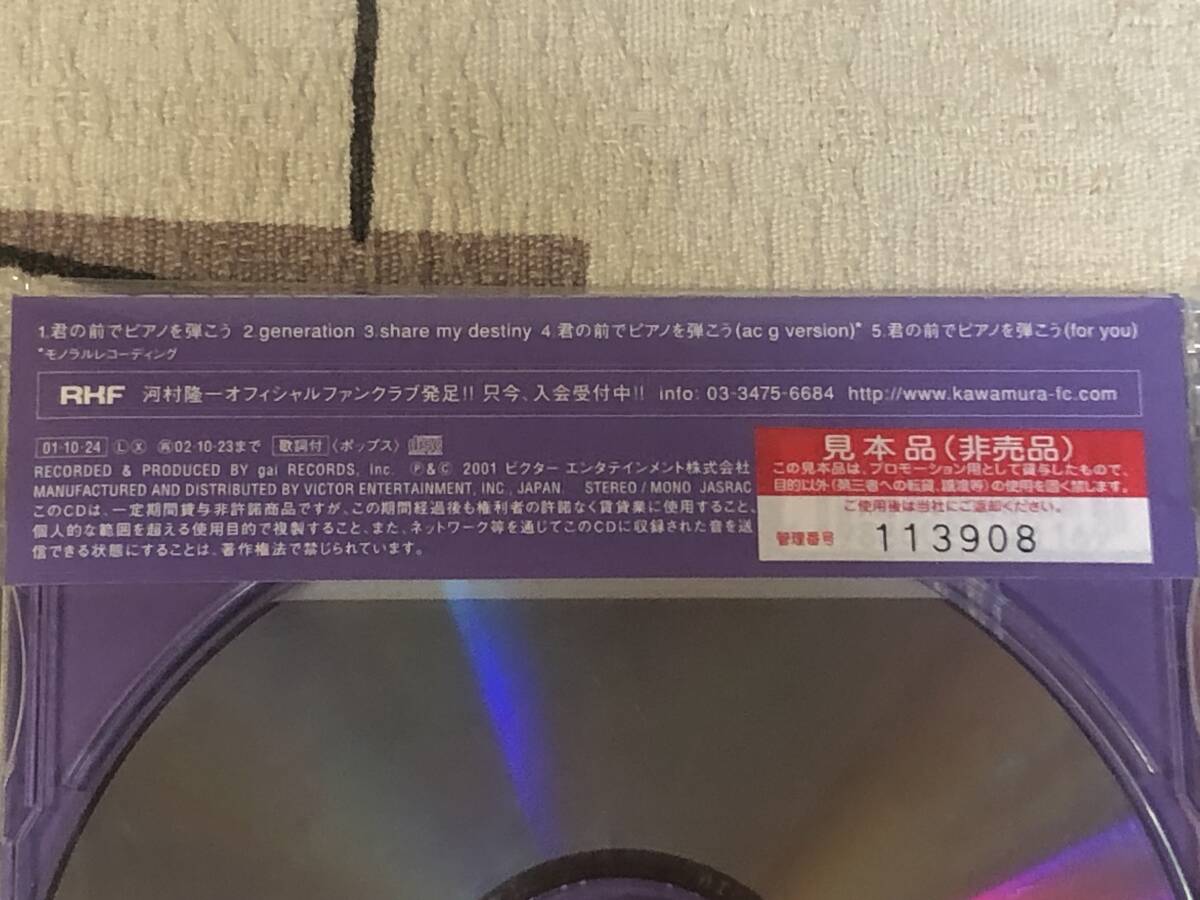 1.君の前でピアノを弾こう 2.generation 3.share my destiny 4.君の前でピアノを弾こう(ac g version)* 5.君の前でピアノを弾こう(for you)
*モノラルレコーディング
RKF 河村隆一オフィシャルファンクラブ発足!! 只今、入会受付中!! info: 03-3475-6684 http://www.kawamura-fc.com
01·10·24 Ⓛ Ⓧ 再 02·10·23まで 歌詞付 〈ポップス〉
RECORDED & PRODUCED BY gai RECORDS, Inc. Ⓟ&Ⓒ 2001 ビクター エンタテインメント株式会社
MANUFACTURED AND DISTRIBUTED BY VICTOR ENTERTAINMENT, INC., JAPAN. STEREO/MONO JASRAC
このCDは、一定期間貸与非許諾商品ですが、この期間経過後も権利者の許諾なく賃貸業に使用すること、
個人的な範囲を超える使用目的で複製すること、また、ネットワーク等を通じてこのCDに収録された音を送
信できる状態にすることは、著作権法で禁じられています。
見本品(非売品)
この見本品は、プロモーション用として貸与したもので、
目的以外(第三者への転貸、譲渡等)の使用を固く禁します。
ご使用後は当社にご返却ください。
管理番号 113908